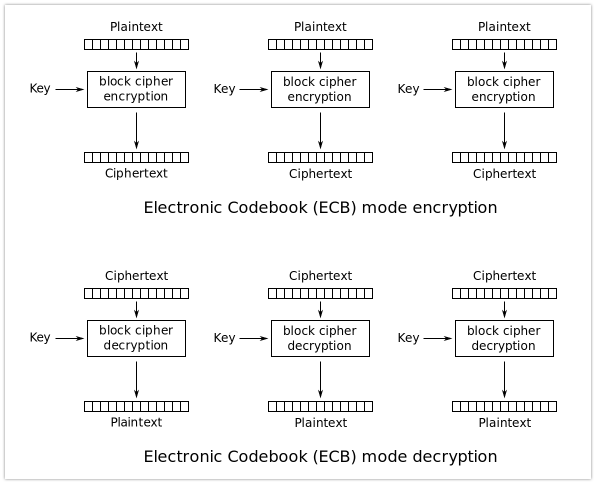 Plaintext Plaintext Plaintext
Key block cipher encryption Key block cipher encryption Key block cipher encryption
Ciphertext Ciphertext Ciphertext
Electronic Codebook (ECB) mode encryption
Ciphertext Ciphertext Ciphertext
Key block cipher decryption Key block cipher decryption Key block cipher decryption
Plaintext Plaintext Plaintext
Electronic Codebook (ECB) mode decryption